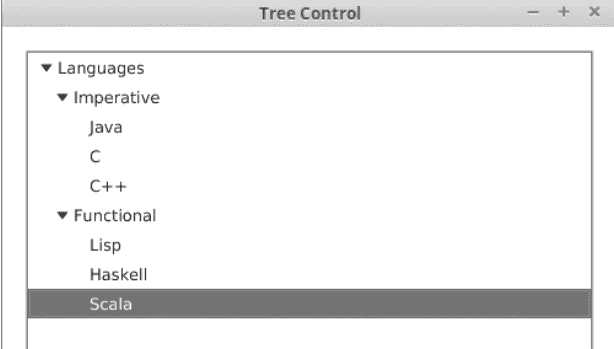 Tree Control
Languages
Imperative
Java
C
C++
Functional
Lisp
Haskell
Scala